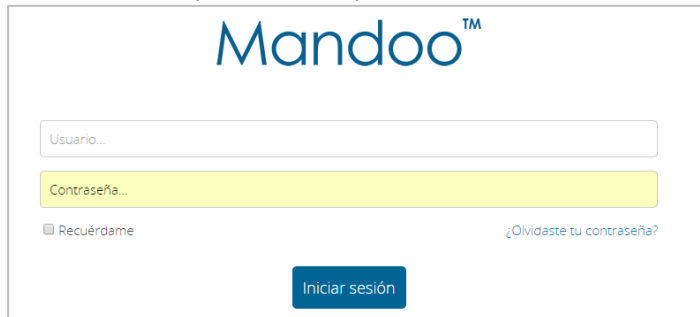 Mandoo™
Usuario...
Contraseña...
Recuérdame ¿Olvidaste tu contraseña?
Iniciar sesión